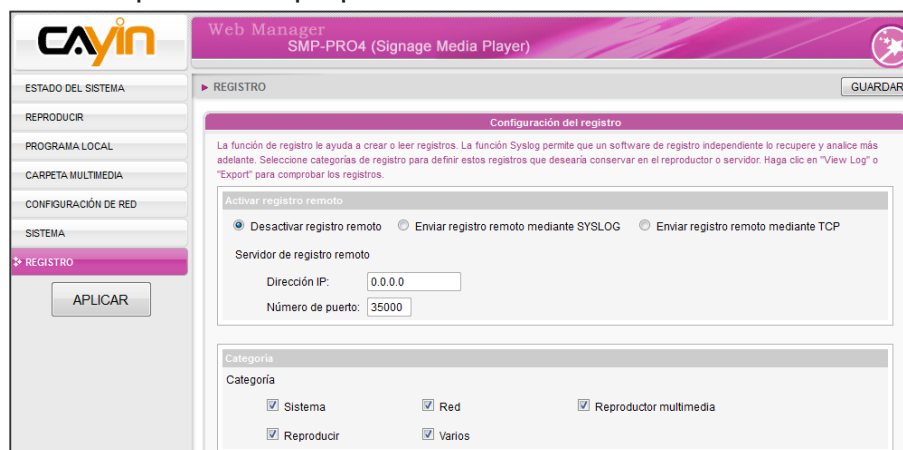 CAYIN
Web Manager
SMP-PRO4 (Signage Media Player)
ESTADO DEL SISTEMA
REPRODUCIR
PROGRAMA LOCAL
CARPETA MULTIMEDIA
CONFIGURACIÓN DE RED
SISTEMA
REGISTRO
APLICAR
REGISTRO
GUARDAR
Configuración del registro
La función de registro le ayuda a crear o leer registros. La función Syslog permite que un software de registro independiente lo recupere y analice más
adelante. Seleccione categorías de registro para definir estos registros que desearía conservar en el reproductor o servidor. Haga clic en "View Log" o
"Export" para comprobar los registros.
Activar registro remoto
Desactivar registro remoto Enviar registro remoto mediante SYSLOG Enviar registro remoto mediante TCP
Servidor de registro remoto
Dirección IP: 0.0.0.0
Número de puerto: 35000
Categoría
Categoría
Sistema Red Reproductor multimedia
Reproducir Varios